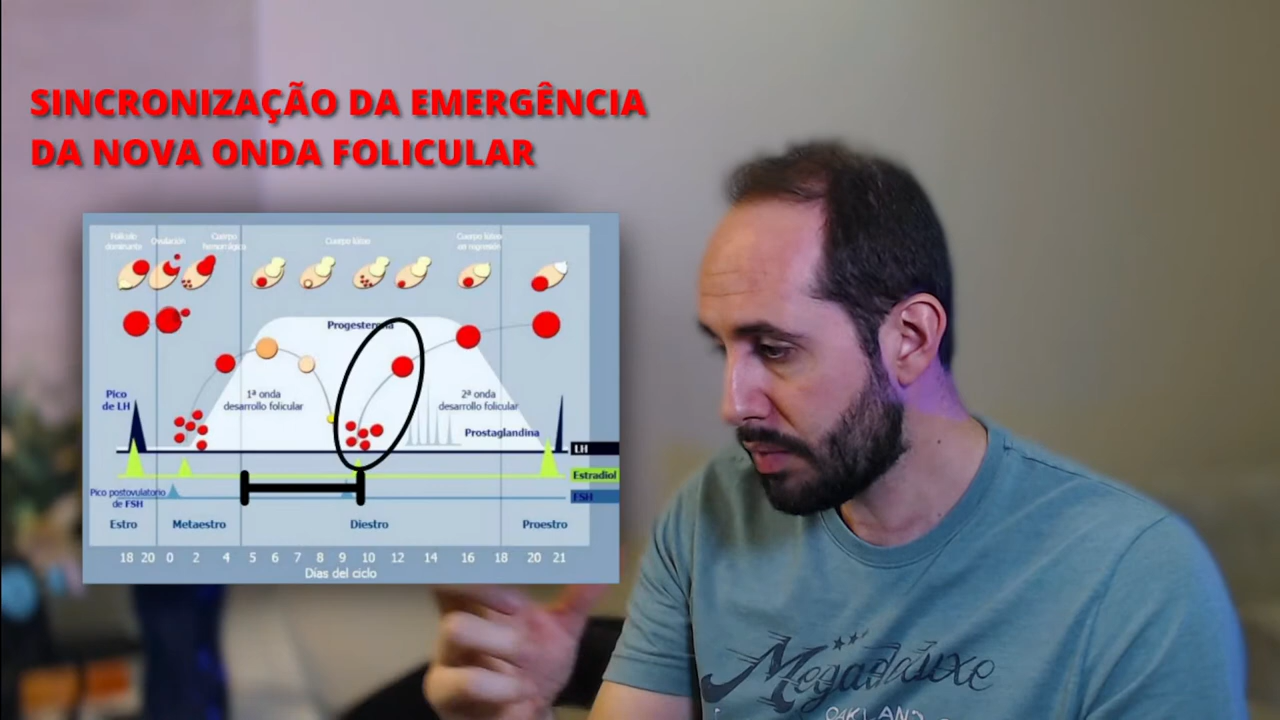 SINCRONIZAÇÃO DA EMERGÊNCIA
DA NOVA ONDA FOLICULAR
Folículo dominante
Ovulación
Cuerpo hemorrágico
Cuerpo lúteo
Cuerpo lúteo en regresión
Progesterona
Pico
de LH
1ª onda
desarrollo folicular
2ª onda
desarrollo folicular
Prostaglandina
LH
Estradiol
Pico postovulatorio
de FSH
FSH
Estro
Metaestro
Diestro
Proestro
18 20 0 2 4 5 6 7 8 9 10 12 14 16 18 20 21
Días del ciclo
Megadeluxe
OAKLAND